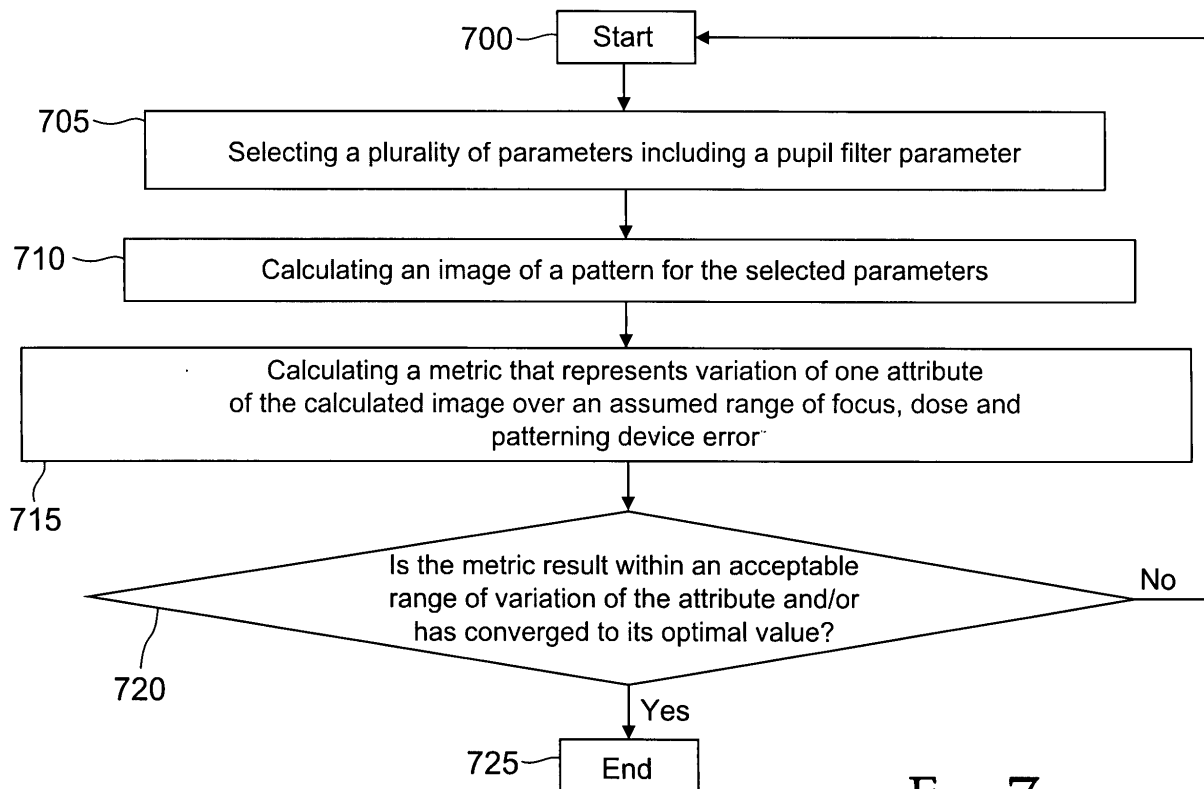 700
Start
705
Selecting a plurality of parameters including a pupil filter parameter
710
Calculating an image of a pattern for the selected parameters
Calculating a metric that represents variation of one attribute
of the calculated image over an assumed range of focus, dose and
patterning device error
715
Is the metric result within an acceptable
range of variation of the attribute and/or
has converged to its optimal value?
No
720
Yes
725
End